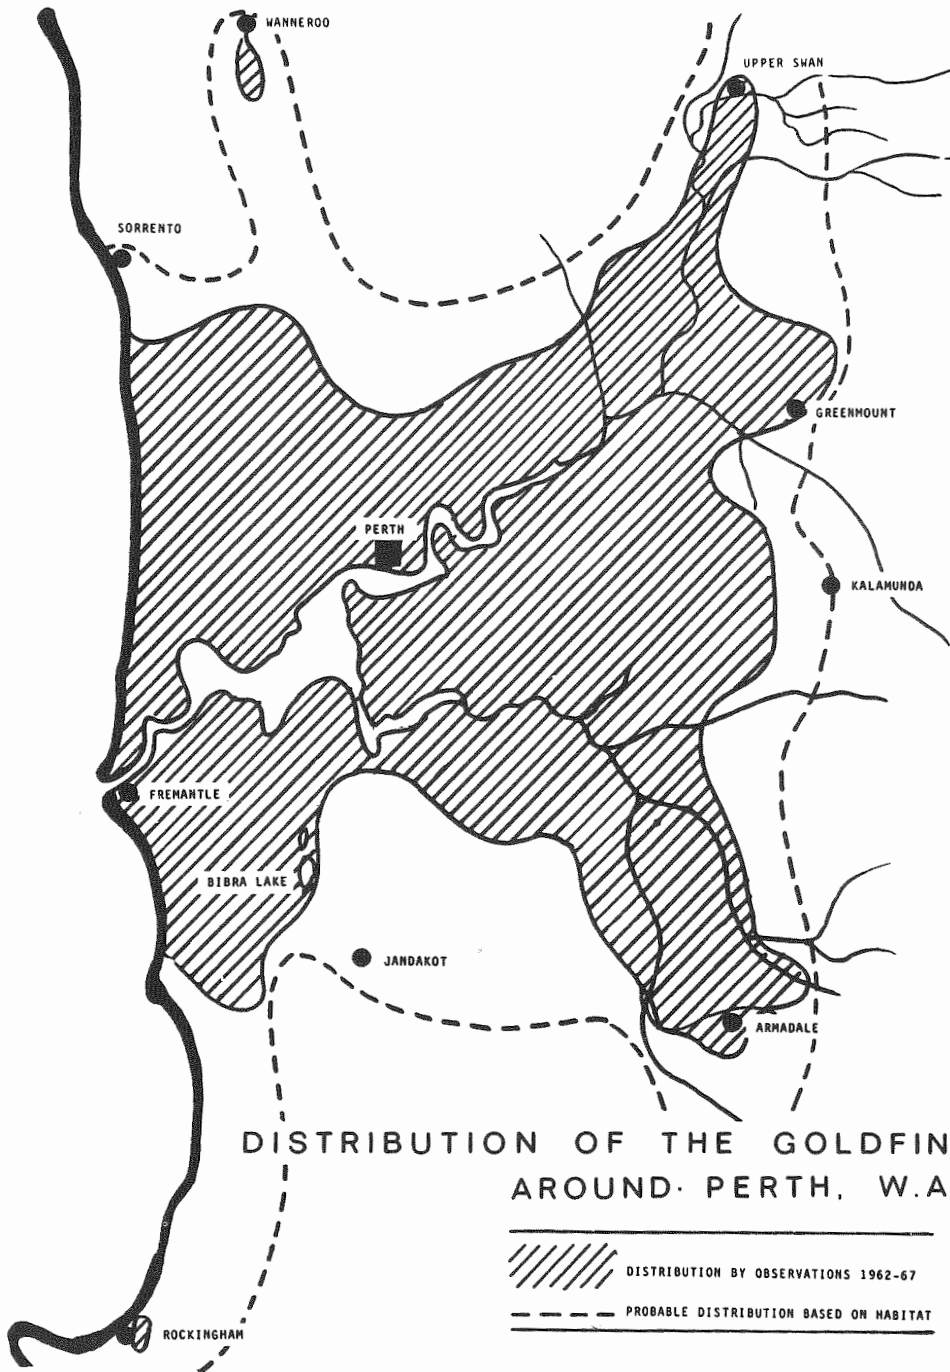 WANNEROO
UPPER SWAN
SORRENTO
GREENMOUNT
PERTH
KALAMUNDA
FREMANTLE
BIBRA LAKE
JANDAKOT
ARMADALE
DISTRIBUTION OF THE GOLDFIN
AROUND PERTH, W.A
DISTRIBUTION BY OBSERVATIONS 1962-67
PROBABLE DISTRIBUTION BASED ON HABITAT
ROCKINGHAM